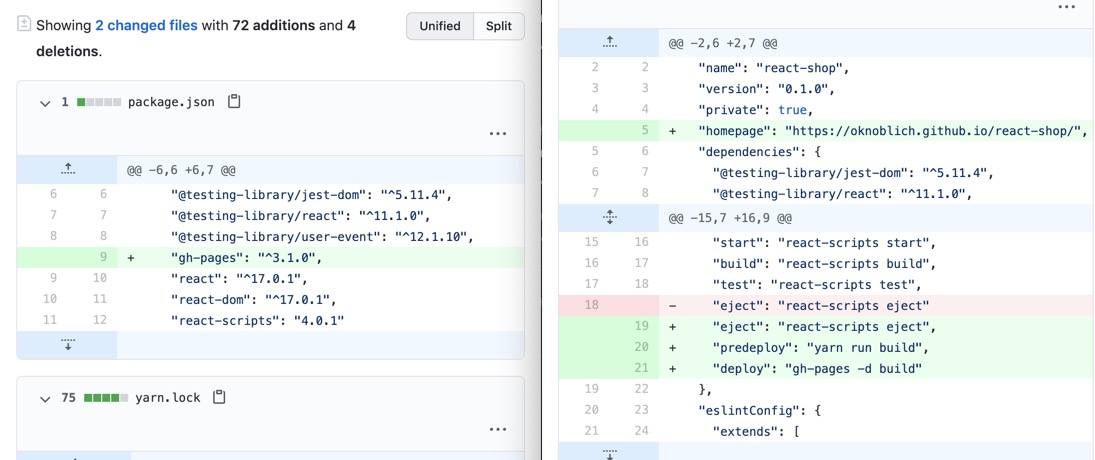 Showing 2 changed files with 72 additions and 4
deletions.
Unified Split
1 package.json
@@ -6,6 +6,7 @@
6 6 "@testing-library/jest-dom": "^5.11.4",
7 7 "@testing-library/react": "^11.1.0",
8 8 "@testing-library/user-event": "^12.1.10",
9 + "gh-pages": "^3.1.0",
9 10 "react": "^17.0.1",
10 11 "react-dom": "^17.0.1",
11 12 "react-scripts": "4.0.1"
75 yarn.lock
@@ -2,6 +2,7 @@
2 2 "name": "react-shop",
3 3 "version": "0.1.0",
4 4 "private": true,
5 + "homepage": "https://oknoblich.github.io/react-shop/",
5 6 "dependencies": {
6 7 "@testing-library/jest-dom": "^5.11.4",
7 8 "@testing-library/react": "^11.1.0",
@@ -15,7 +16,9 @@
15 16 "start": "react-scripts start",
16 17 "build": "react-scripts build",
17 18 "test": "react-scripts test",
18 - "eject": "react-scripts eject"
19 + "eject": "react-scripts eject",
20 + "predeploy": "yarn run build",
21 + "deploy": "gh-pages -d build"
19 22 },
20 23 "eslintConfig": {
21 24 "extends": [